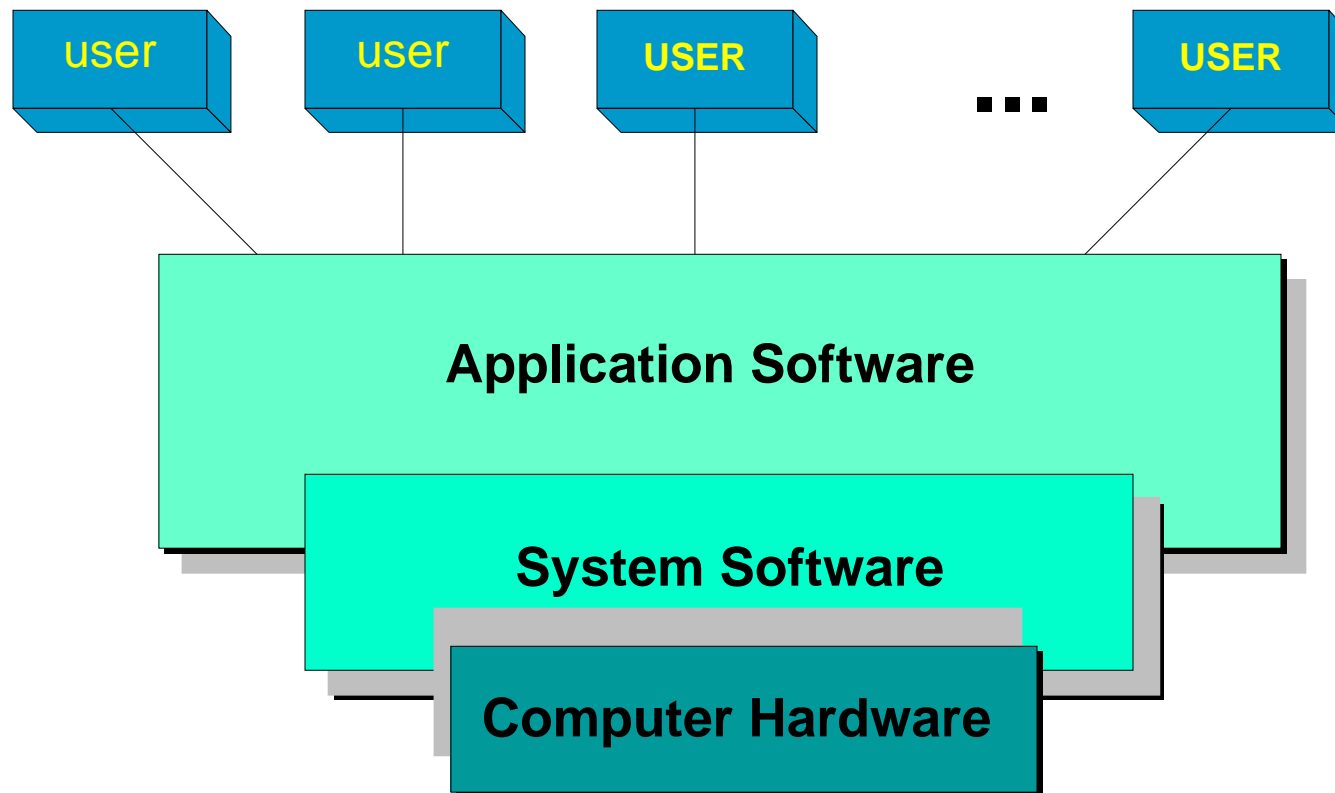 user
user
USER
...
USER
Application Software
System Software
Computer Hardware